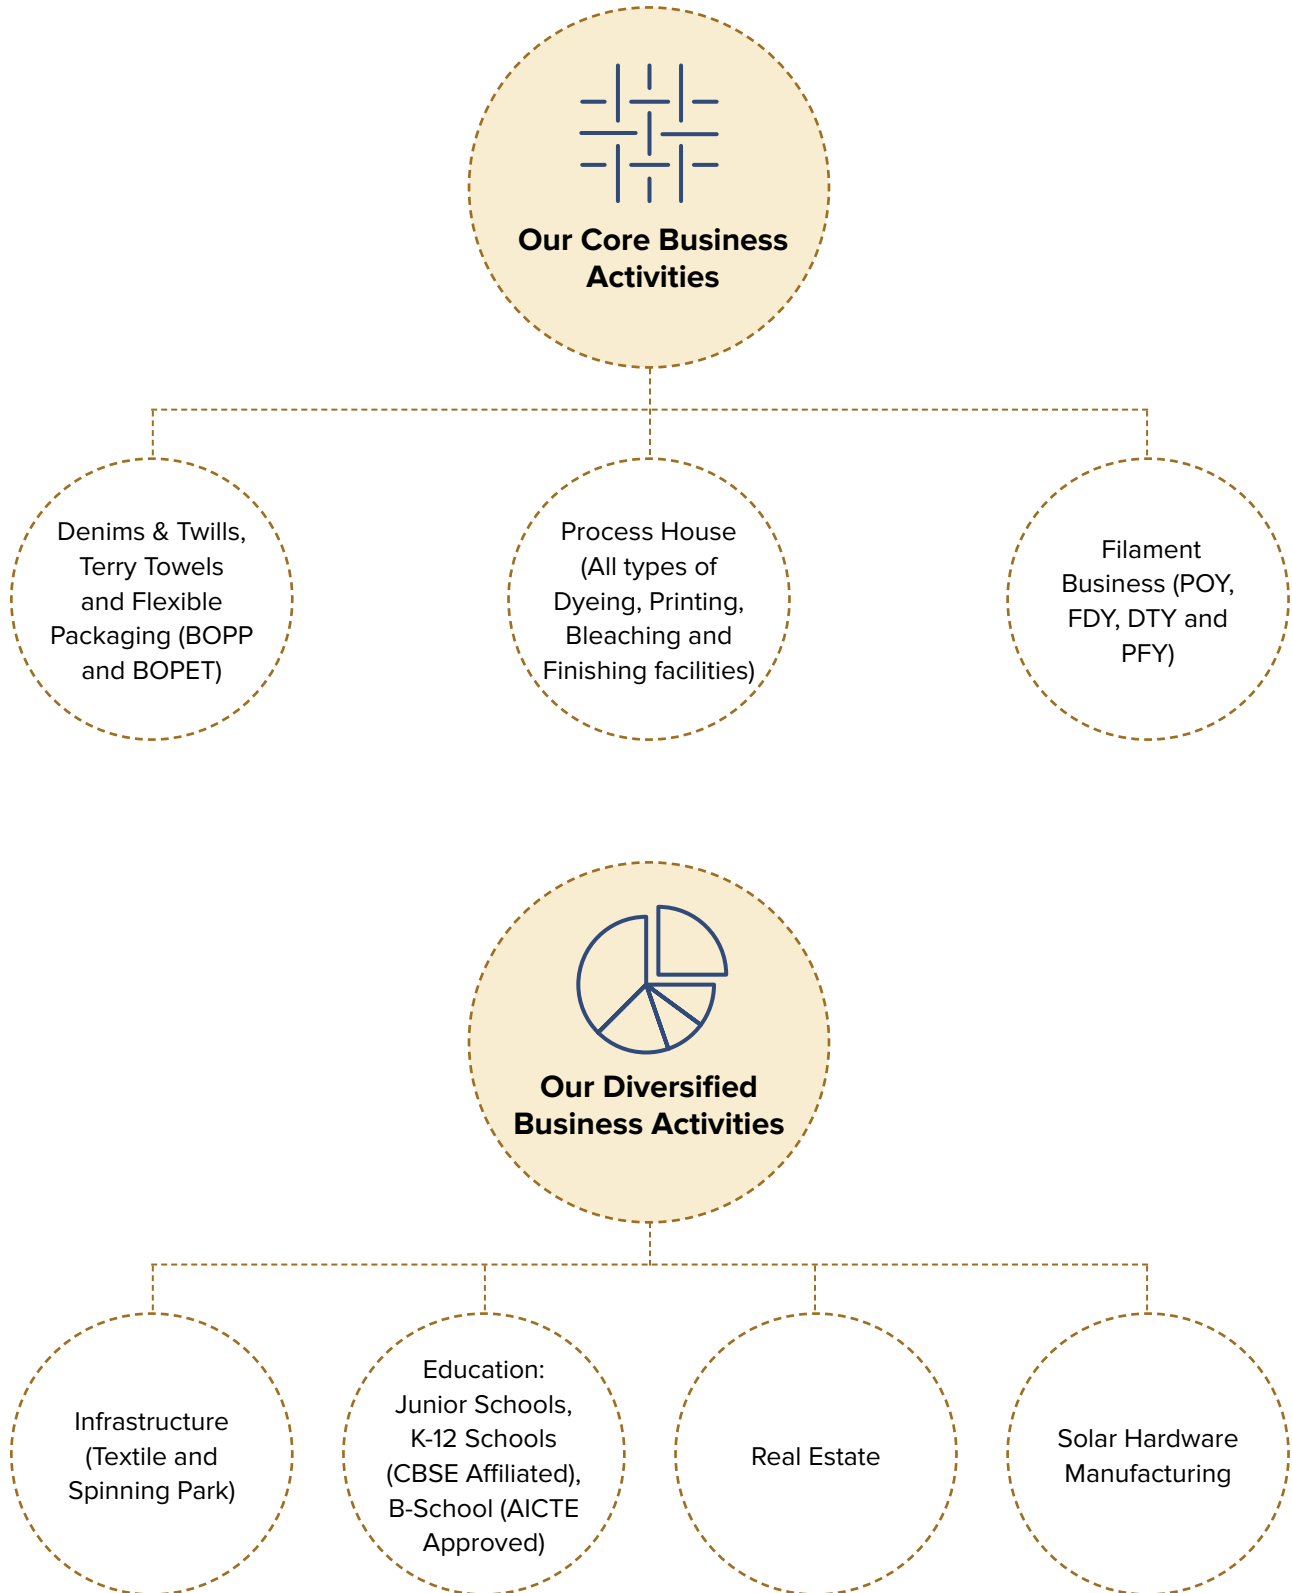 Our Core Business
Activities
Denims & Twills,
Terry Towels
and Flexible
Packaging (BOPP
and BOPET)
Process House
(All types of
Dyeing, Printing,
Bleaching and
Finishing facilities)
Filament
Business (POY,
FDY, DTY and
PFY)
Our Diversified
Business Activities
Infrastructure
(Textile and
Spinning Park)
Education:
Junior Schools,
K-12 Schools
(CBSE Affiliated),
B-School (AICTE
Approved)
Real Estate
Solar Hardware
Manufacturing